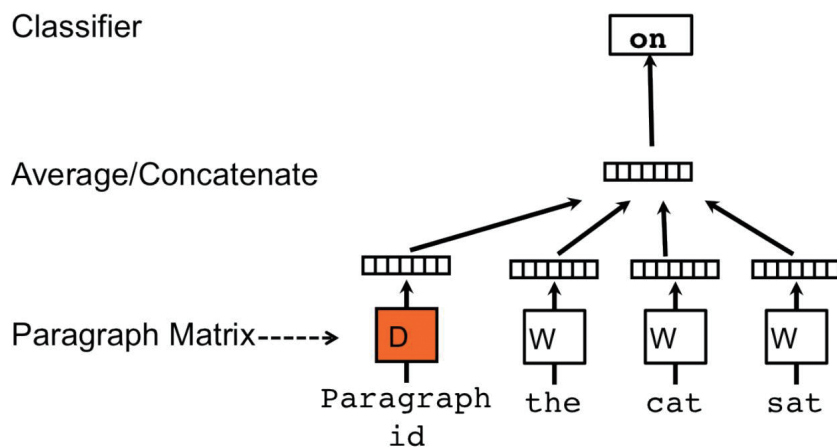 Classifier
on
Average/Concatenate
Paragraph Matrix
D
W
W
W
Paragraph
id
the
cat
sat